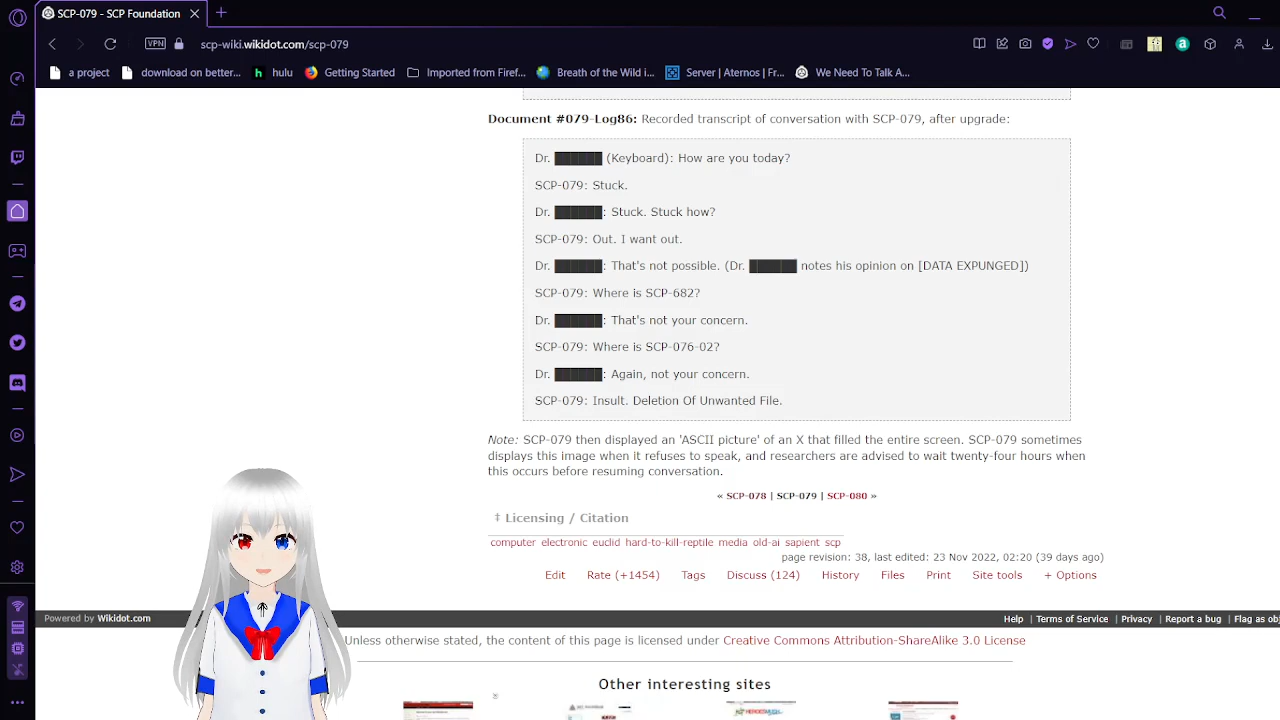 SCP-079 - SCP Foundation
VPN
scp-wiki.wikidot.com/scp-079
a project
download on better...
hulu
Getting Started
Imported from Firef...
Breath of the Wild i...
Server | Aternos | Fr...
We Need To Talk A...
Document #079-Log86: Recorded transcript of conversation with SCP-079, after upgrade:
Dr. ██████ (Keyboard): How are you today?
SCP-079: Stuck.
Dr. ██████: Stuck. Stuck how?
SCP-079: Out. I want out.
Dr. ██████: That's not possible. (Dr. ██████ notes his opinion on [DATA EXPUNGED])
SCP-079: Where is SCP-682?
Dr. ██████: That's not your concern.
SCP-079: Where is SCP-076-02?
Dr. ██████: Again, not your concern.
SCP-079: Insult. Deletion Of Unwanted File.
Note: SCP-079 then displayed an 'ASCII picture' of an X that filled the entire screen. SCP-079 sometimes
displays this image when it refuses to speak, and researchers are advised to wait twenty-four hours when
this occurs before resuming conversation.
« SCP-078 | SCP-079 | SCP-080 »
‡ Licensing / Citation
computer electronic euclid hard-to-kill-reptile media old-ai sapient scp
page revision: 38, last edited: 23 Nov 2022, 02:20 (39 days ago)
Edit Rate (+1454) Tags Discuss (124) History Files Print Site tools + Options
Powered by Wikidot.com
Help | Terms of Service | Privacy | Report a bug | Flag as obj
Unless otherwise stated, the content of this page is licensed under Creative Commons Attribution-ShareAlike 3.0 License
Other interesting sites